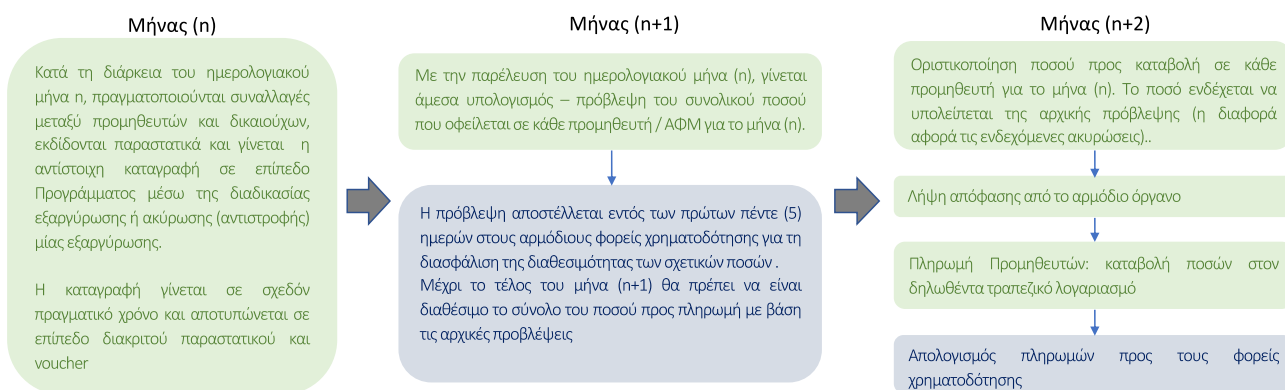 Μήνας (n)
Κατά τη διάρκεια του ημερολογιακού
μήνα n, πραγματοποιούνται συναλλαγές
μεταξύ προμηθευτών και δικαιούχων,
εκδίδονται παραστατικά και γίνεται η
αντίστοιχη καταγραφή σε επίπεδο
Προγράμματος μέσω της διαδικασίας
εξαργύρωσης ή ακύρωσης (αντιστροφής)
μίας εξαργύρωσης.
Η καταγραφή γίνεται σε σχεδόν
πραγματικό χρόνο και αποτυπώνεται σε
επίπεδο διακριτού παραστατικού και
voucher
Μήνας (n+1)
Με την παρέλευση του ημερολογιακού μήνα (n), γίνεται
άμεσα υπολογισμός – πρόβλεψη του συνολικού ποσού
που οφείλεται σε κάθε προμηθευτή / ΑΦΜ για το μήνα (n).
Η πρόβλεψη αποστέλλεται εντός των πρώτων πέντε (5)
ημερών στους αρμόδιους φορείς χρηματοδότησης για τη
διασφάλιση της διαθεσιμότητας των σχετικών ποσών .
Μέχρι το τέλος του μήνα (n+1) θα πρέπει να είναι
διαθέσιμο το σύνολο του ποσού προς πληρωμή με βάση
τις αρχικές προβλέψεις
Μήνας (n+2)
Οριστικοποίηση ποσού προς καταβολή σε κάθε
προμηθευτή για το μήνα (n). Το ποσό ενδέχεται να
υπολείπεται της αρχικής πρόβλεψης (η διαφορά
αφορά τις ενδεχόμενες ακυρώσεις)..
Λήψη απόφασης από το αρμόδιο όργανο
Πληρωμή Προμηθευτών: καταβολή ποσών στον
δηλωθέντα τραπεζικό λογαριασμό
Απολογισμός πληρωμών προς τους φορείς
χρηματοδότησης